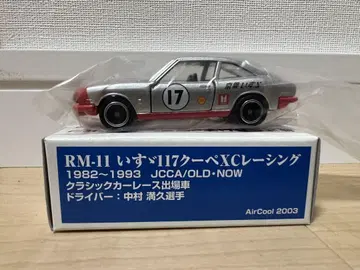 17
RM-11 いすゞ117クーペXCレーシング
1982~1993 JCCA/OLD・NOW
クラシックカーレース出場車
ドライバー:中村 満久選手
AirCool 2003